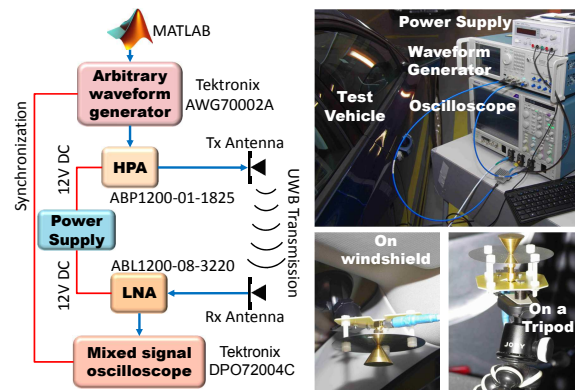 MATLAB
Arbitrary
waveform
generator
Tektronix
AWG70002A
Synchronization
12V DC
HPA
Tx Antenna
ABP1200-01-1825
UWB Transmission
Power
Supply
12V DC
ABL1200-08-3220
LNA
Rx Antenna
Mixed signal
oscilloscope
Tektronix
DPO72004C
Power Supply
Waveform
Generator
Oscilloscope
Test
Vehicle
On
windshield
On a
Tripod
JOBY